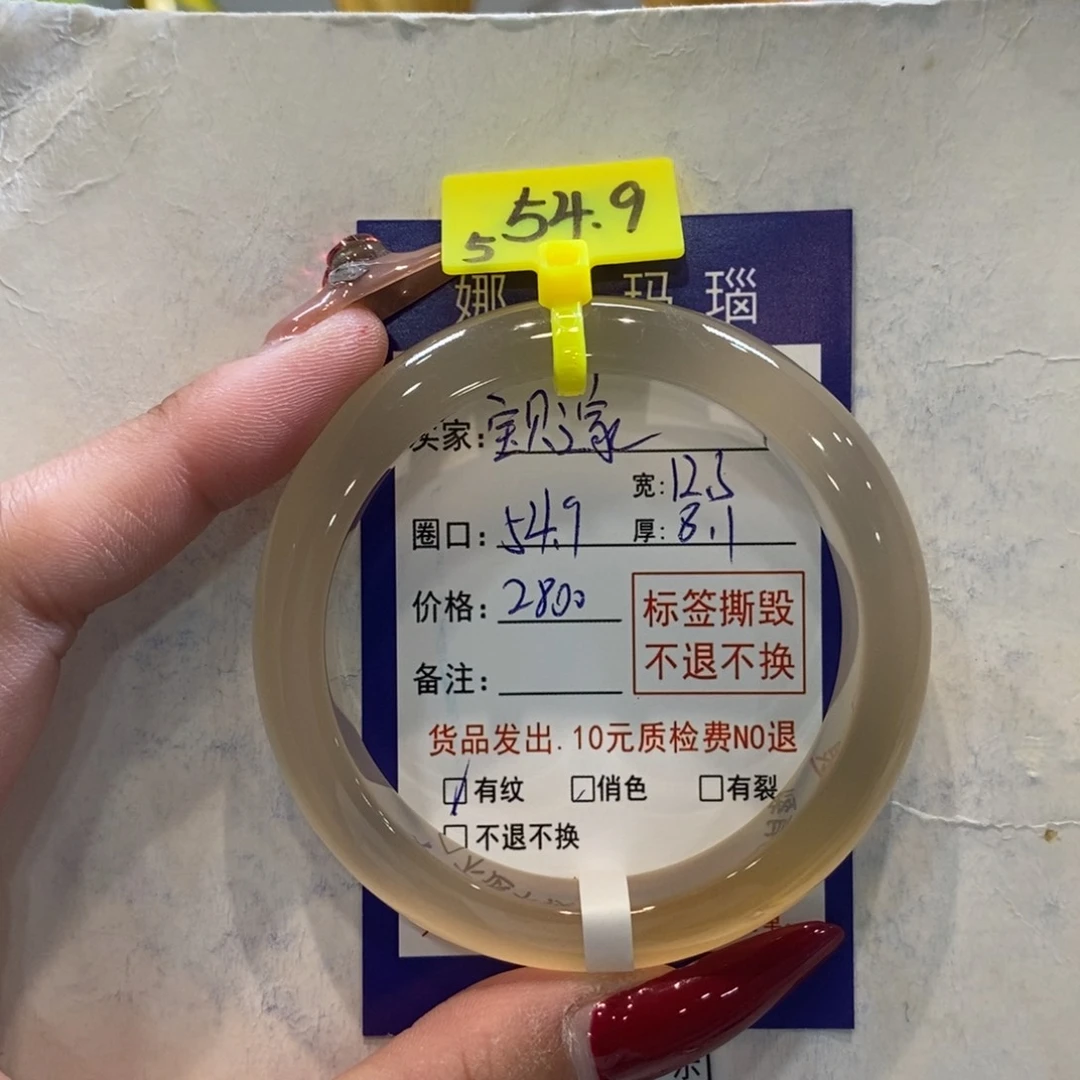 54.9
5
娜 玛瑙
卖家:
宽: 12.5
圈口: 54.9 厚: 8.1
价格: 2800
标签撕毁
不退不换
备注:
货品发出.10元质检费NO退
有纹 俏色 有裂
不退不换